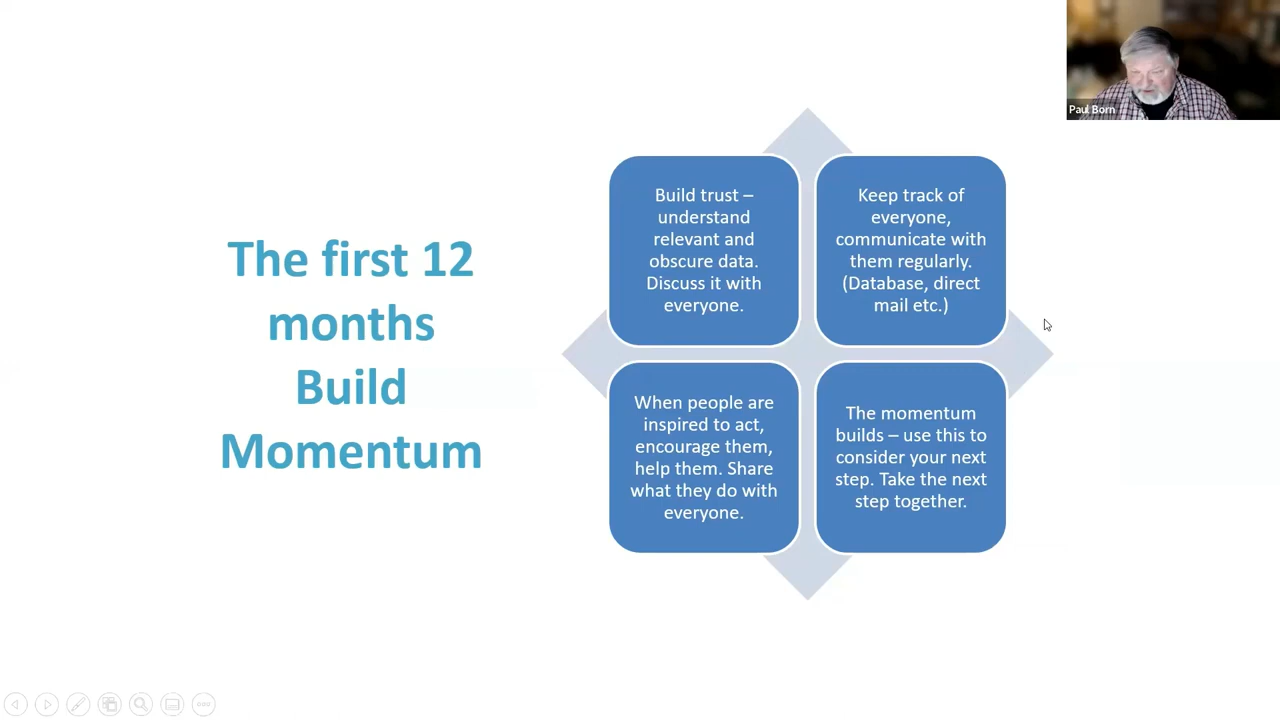 Paul Born
The first 12
months
Build
Momentum
Build trust –
understand
relevant and
obscure data.
Discuss it with
everyone.
Keep track of
everyone,
communicate with
them regularly.
(Database, direct
mail etc.)
When people are
inspired to act,
encourage them,
help them. Share
what they do with
everyone.
The momentum
builds – use this to
consider your next
step. Take the next
step together.